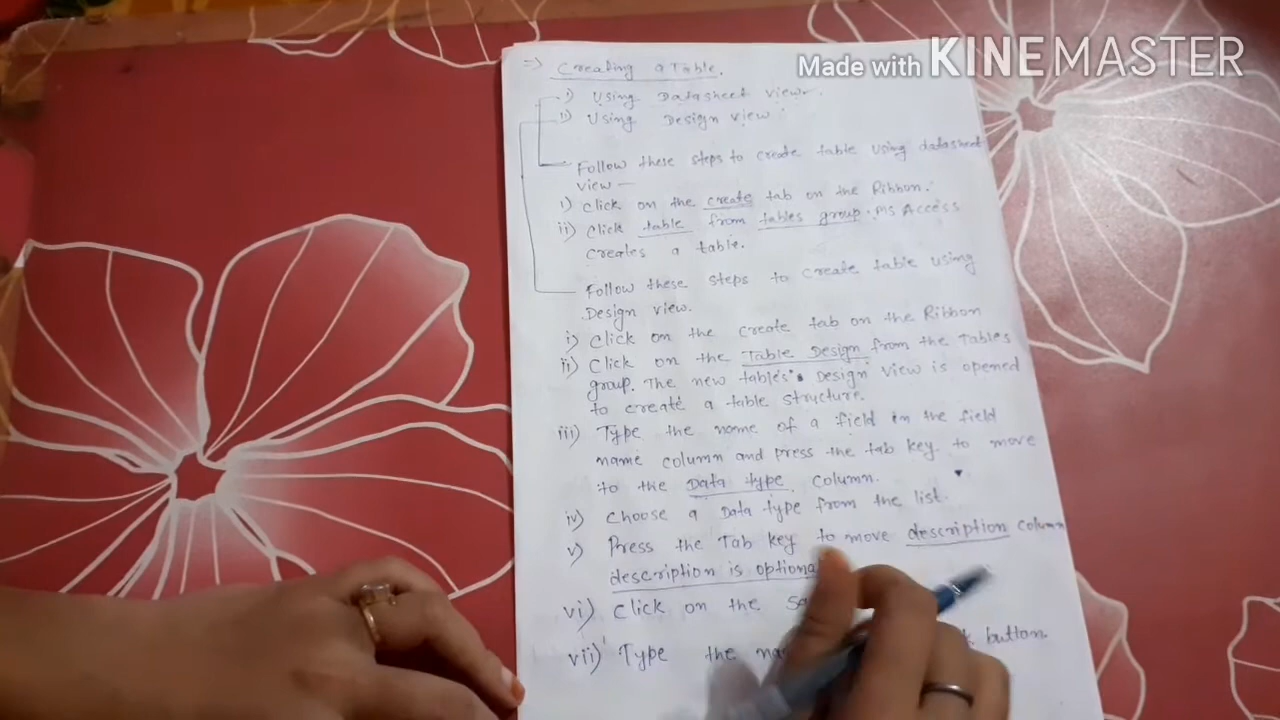 Made with KINEMASTER
=> Creating a Table.
i) Using Datasheet view.
ii) Using Design view.
Follow these steps to create table using datasheet
view —
i) Click on the create tab on the Ribbon.
ii) Click table from tables group. MS Access
creates a table.
Follow these steps to create table using
Design view.
i) Click on the create tab on the Ribbon
ii) Click on the Table Design from the Tables
group. The new table's Design view is opened
to create a table structure.
iii) Type the name of a field in the field
name column and press the tab key to move
to the Data type column.
iv) Choose a Data type from the list.
v) Press the Tab key to move description column
description is optional
vi) Click on the
vii) Type the button.